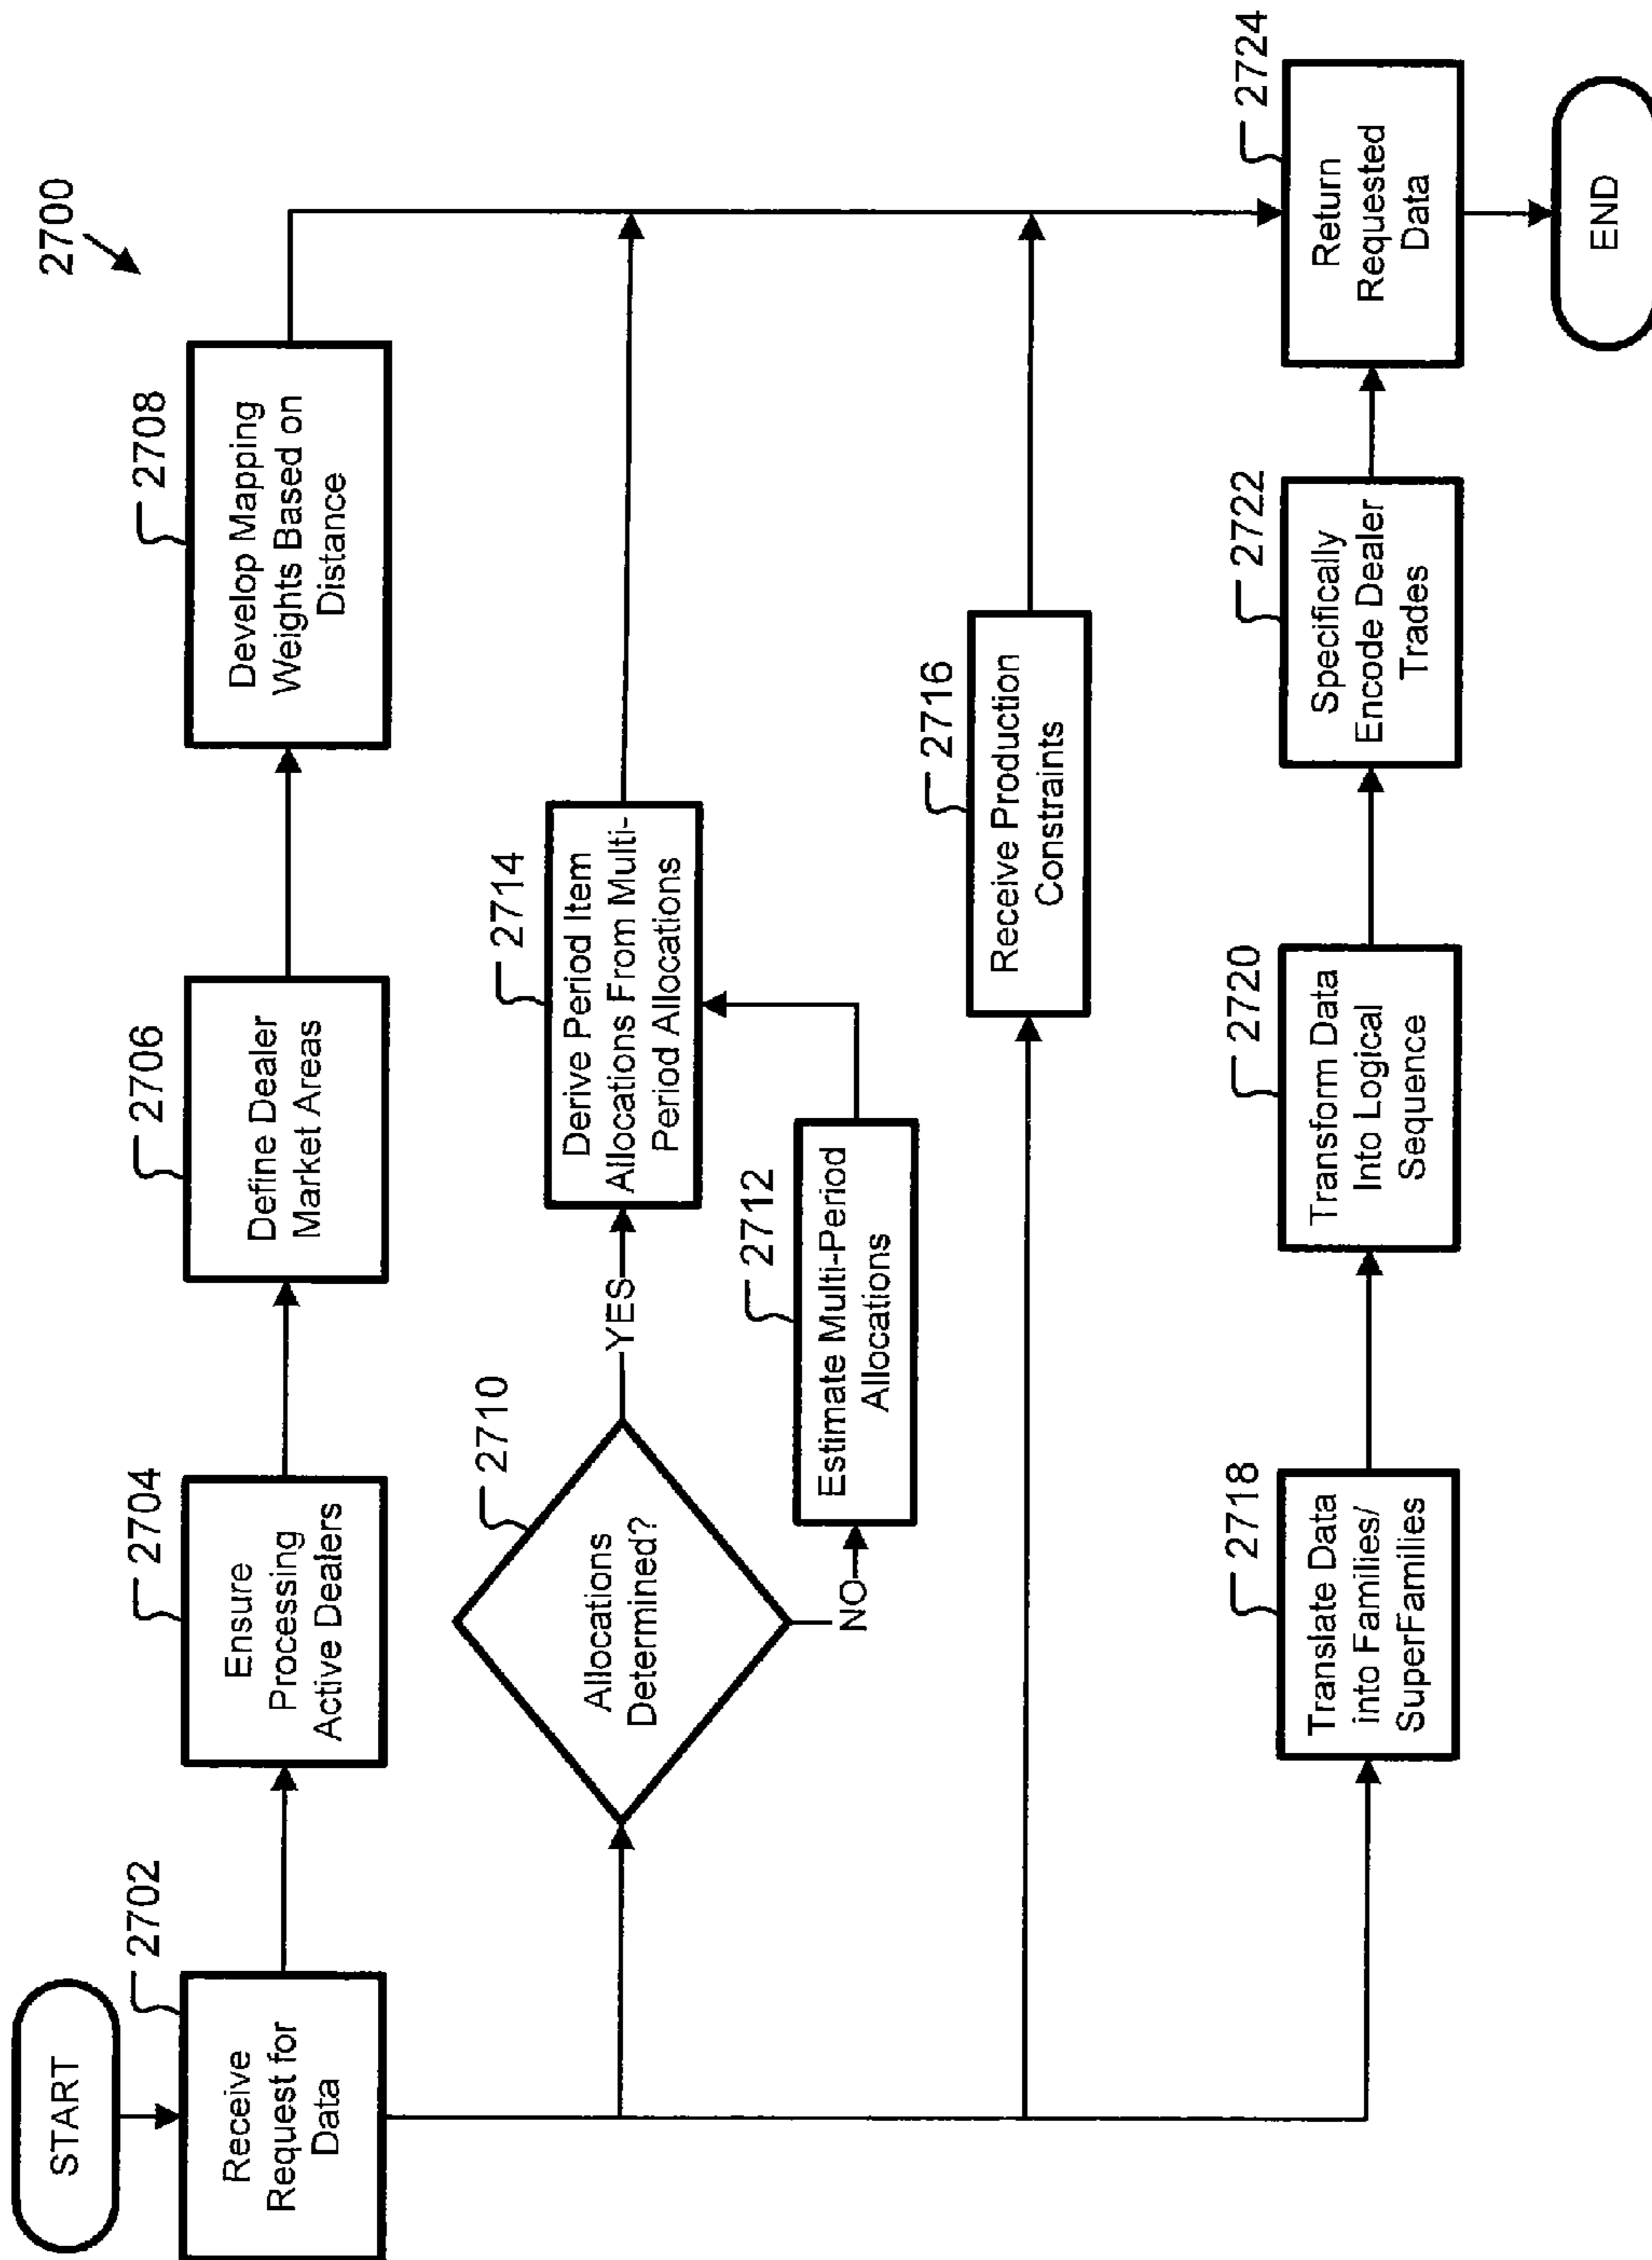 2700
START
2702
Receive
Request for
Data
2704
Ensure
Processing
Active Dealers
2706
Define Dealer
Market Areas
2708
Develop Mapping
Weights Based on
Distance
2710
Allocations
Determined?
YES
NO
2712
Estimate Multi-Period
Allocations
2714
Derive Period Item
Allocations From Multi-
Period Allocations
2716
Receive Production
Constraints
2718
Translate Data
into Families/
SuperFamilies
2720
Transform Data
Into Logical
Sequence
2722
Specifically
Encode Dealer
Trades
2724
Return
Requested
Data
END